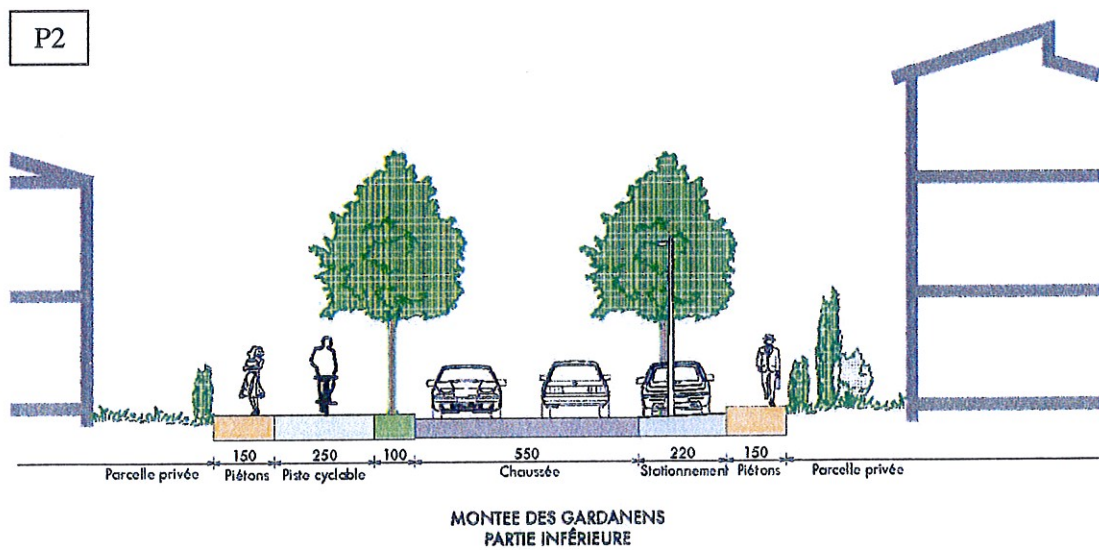 P2
150 250 100 550 220 150
Parcelle privée Piétons Piste cyclable Chaussée Stationnement Piétons Parcelle privée
MONTEE DES GARDANENS
PARTIE INFÉRIEURE